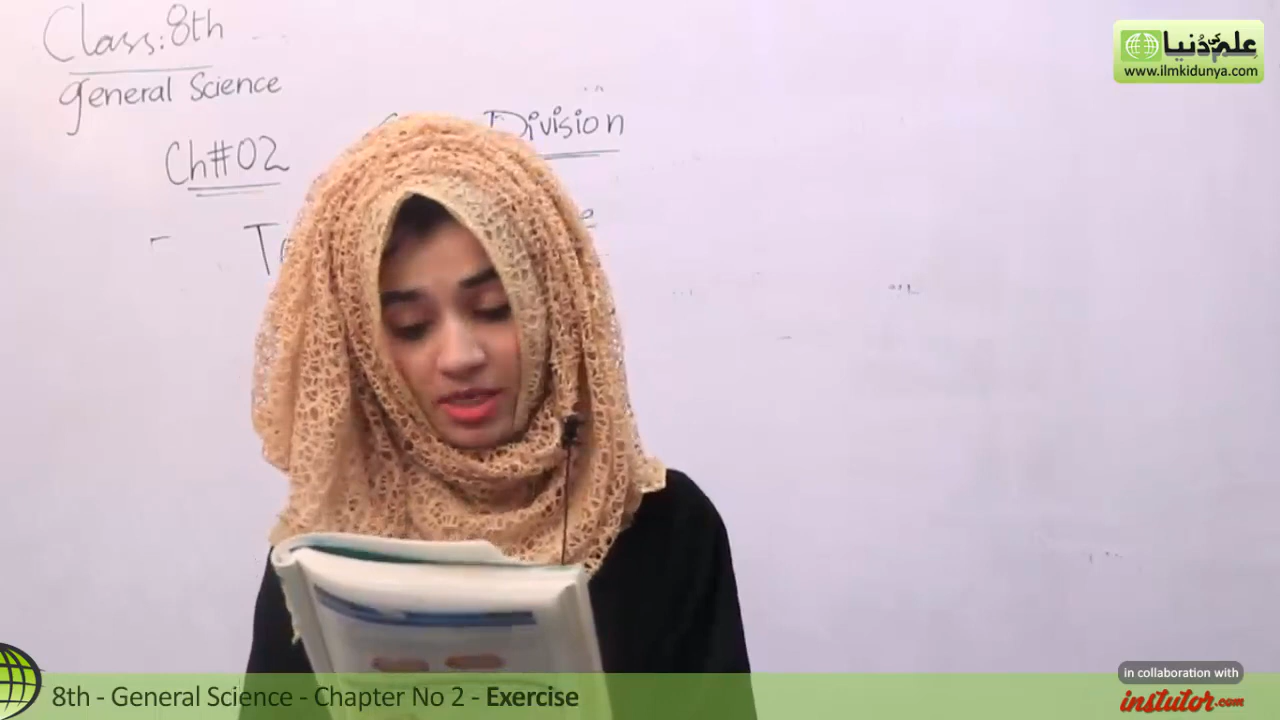 Class: 8th
General Science
Division
Ch#02
علم کی دُنیا
www.ilmkidunya.com
8th - General Science - Chapter No 2 - Exercise
in collaboration with
instutor.com